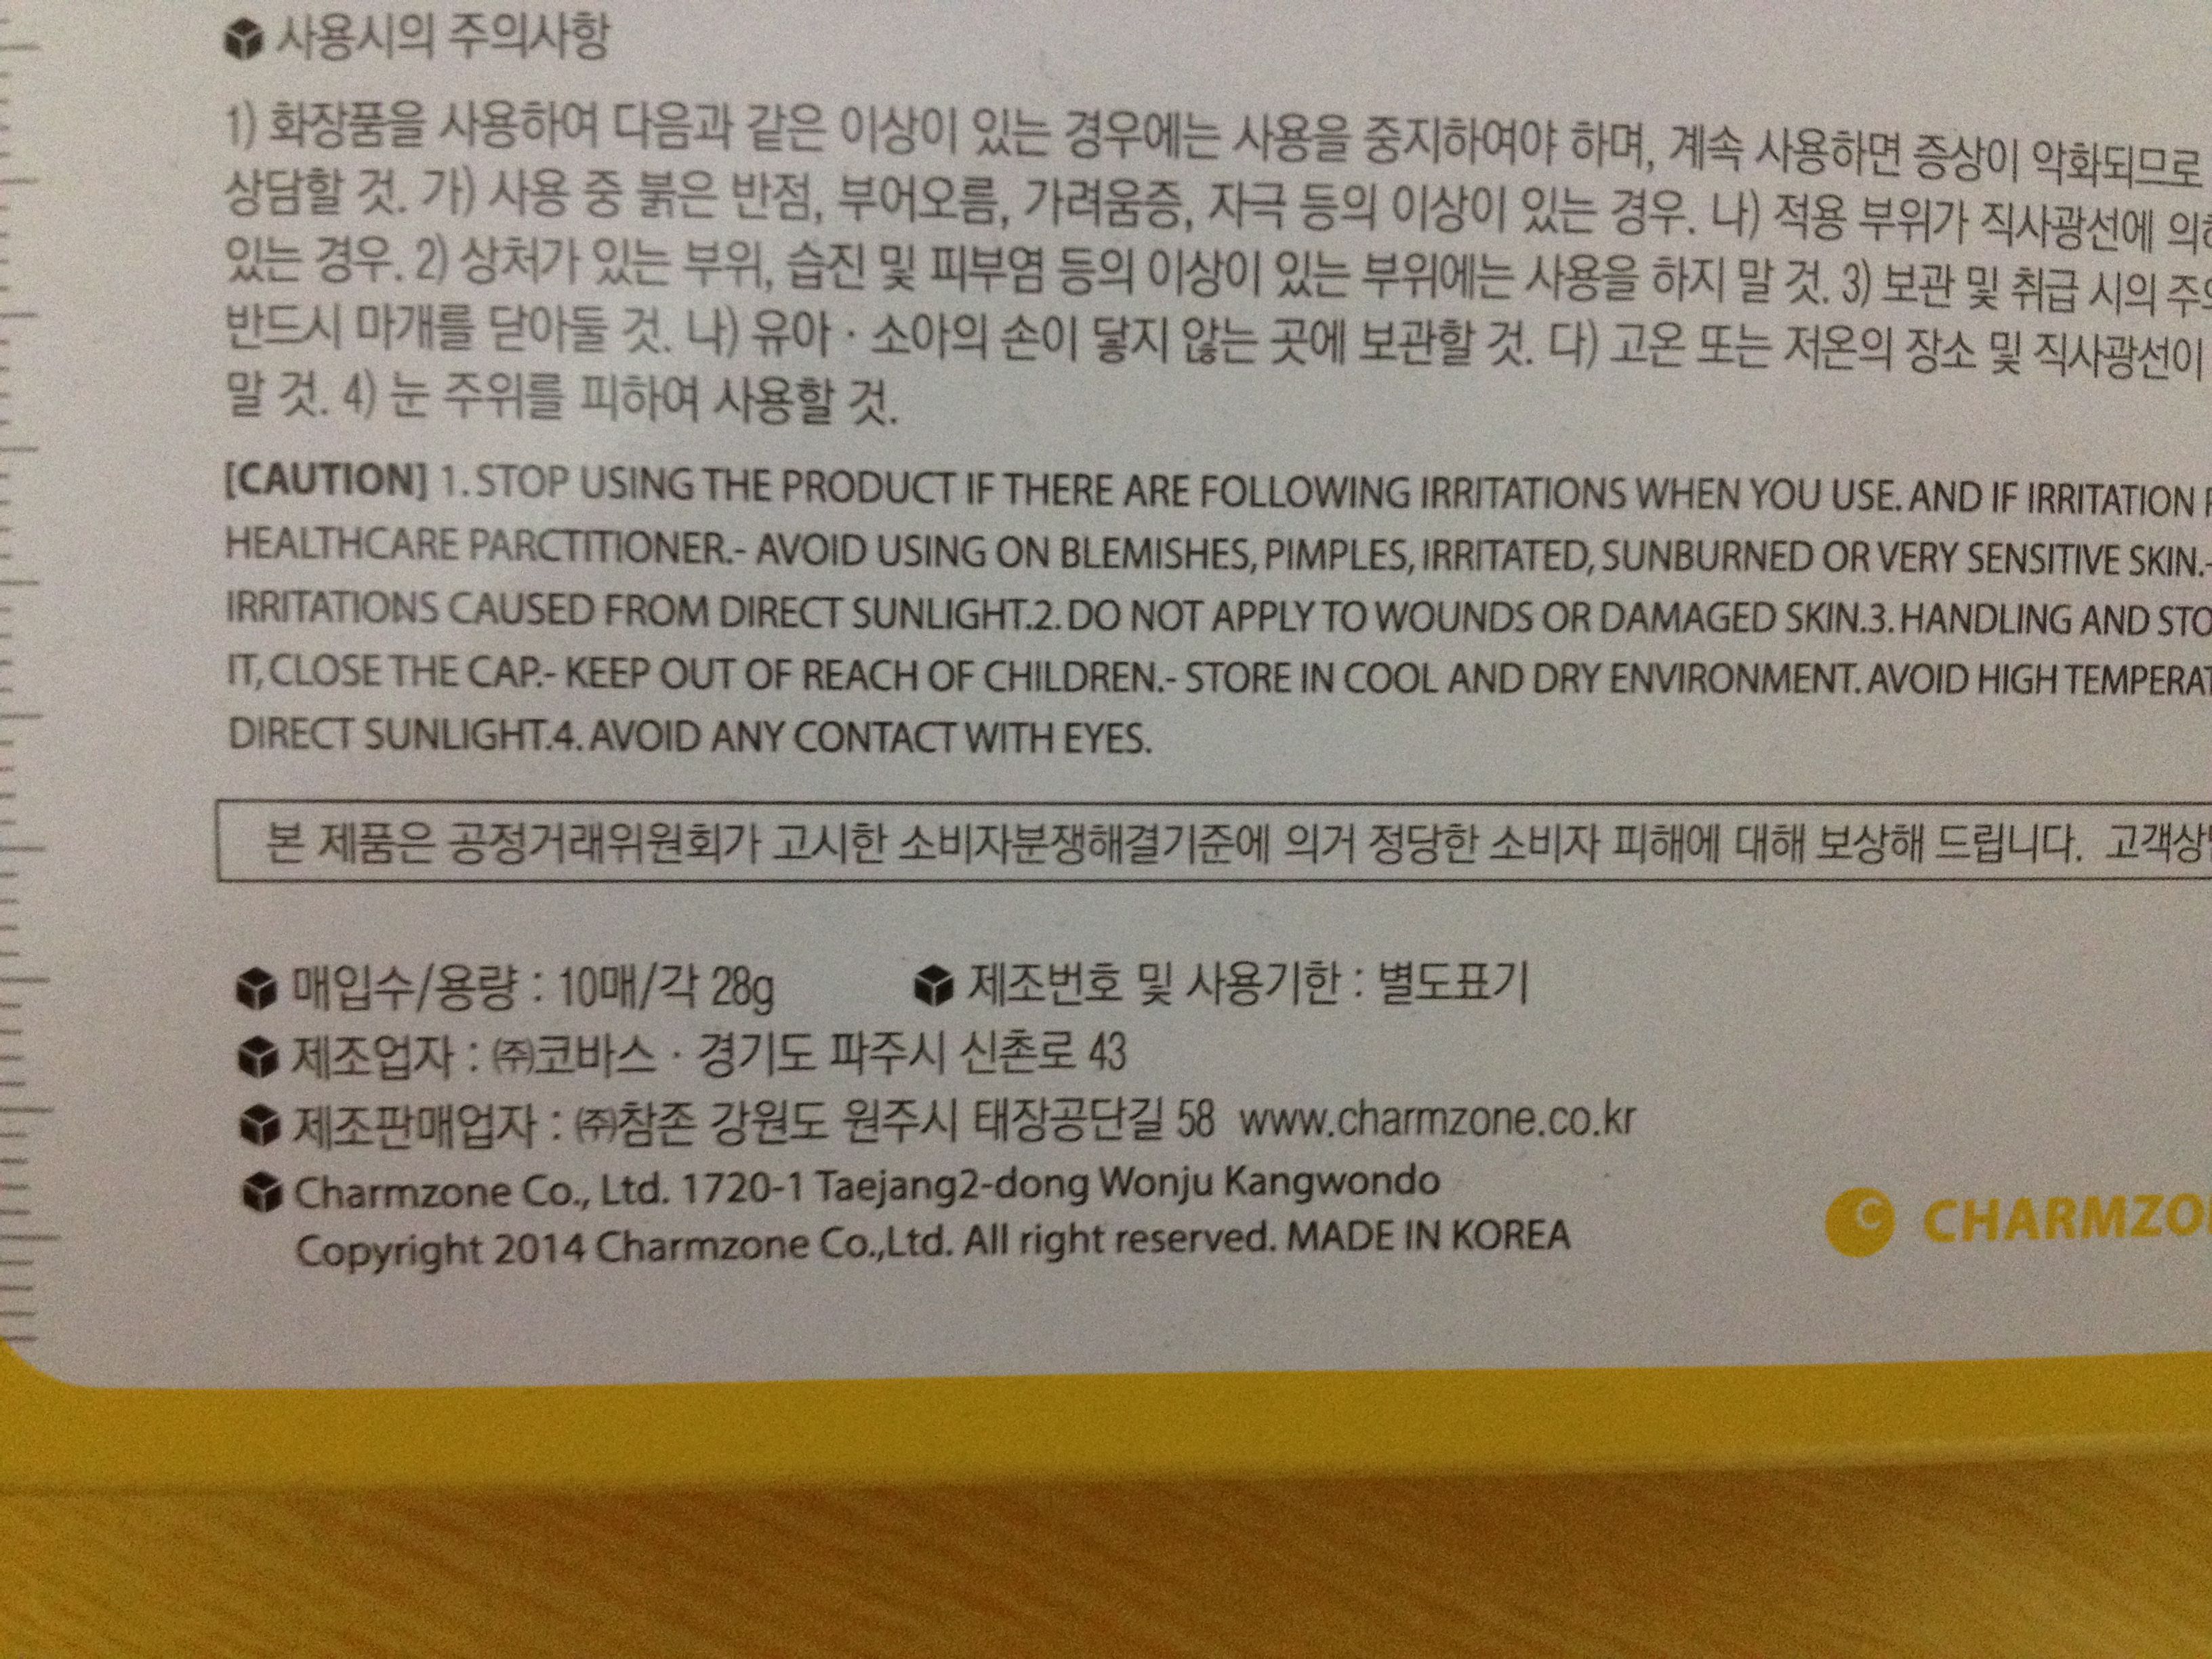 사용시의 주의사항
1) 화장품을 사용하여 다음과 같은 이상이 있는 경우에는 사용을 중지하여야 하며, 계속 사용하면 증상이 악화되므로
상담할 것. 가) 사용 중 붉은 반점, 부어오름, 가려움증, 자극 등의 이상이 있는 경우. 나) 적용 부위가 직사광선에
있는 경우. 2) 상처가 있는 부위, 습진 및 피부염 등의 이상이 있는 부위에는 사용을 하지 말 것. 3) 보관 및 취급 시의
반드시 마개를 닫아둘 것. 나) 유아 · 소아의 손이 닿지 않는 곳에 보관할 것. 다) 고온 또는 저온의 장소 및 직사광선이
말 것. 4) 눈 주위를 피하여 사용할 것.
[CAUTION] 1. STOP USING THE PRODUCT IF THERE ARE FOLLOWING IRRITATIONS WHEN YOU USE. AND IF IRRITATION
HEALTHCARE PARCTITIONER.- AVOID USING ON BLEMISHES, PIMPLES, IRRITATED, SUNBURNED OR VERY SENSITIVE SKIN.-
IRRITATIONS CAUSED FROM DIRECT SUNLIGHT.2. DO NOT APPLY TO WOUNDS OR DAMAGED SKIN.3. HANDLING AND STO
IT, CLOSE THE CAP.- KEEP OUT OF REACH OF CHILDREN.- STORE IN COOL AND DRY ENVIRONMENT. AVOID HIGH TEMPERAT
DIRECT SUNLIGHT.4. AVOID ANY CONTACT WITH EYES.
본 제품은 공정거래위원회가 고시한 소비자분쟁해결기준에 의거 정당한 소비자 피해에 대해 보상해 드립니다. 고객상
매입수/용량 : 10매/각 28g 제조번호 및 사용기한 : 별도표기
제조업자 : ㈜코바스 · 경기도 파주시 신촌로 43
제조판매업자 : ㈜참존 강원도 원주시 태장공단길 58 www.charmzone.co.kr
Charmzone Co., Ltd. 1720-1 Taejang2-dong Wonju Kangwondo
Copyright 2014 Charmzone Co.,Ltd. All right reserved. MADE IN KOREA
C CHARMZO